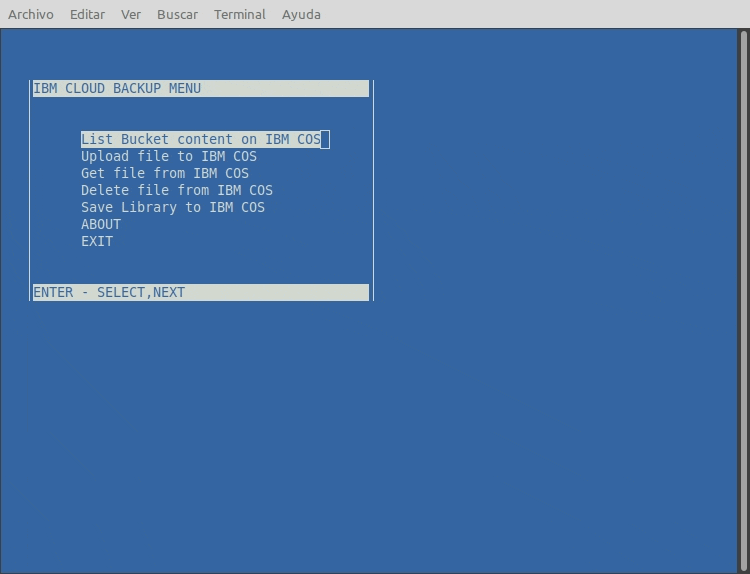 Archivo Editar Ver Buscar Terminal Ayuda
IBM CLOUD BACKUP MENU
List Bucket content on IBM COS
Upload file to IBM COS
Get file from IBM COS
Delete file from IBM COS
Save Library to IBM COS
ABOUT
EXIT
ENTER - SELECT,NEXT